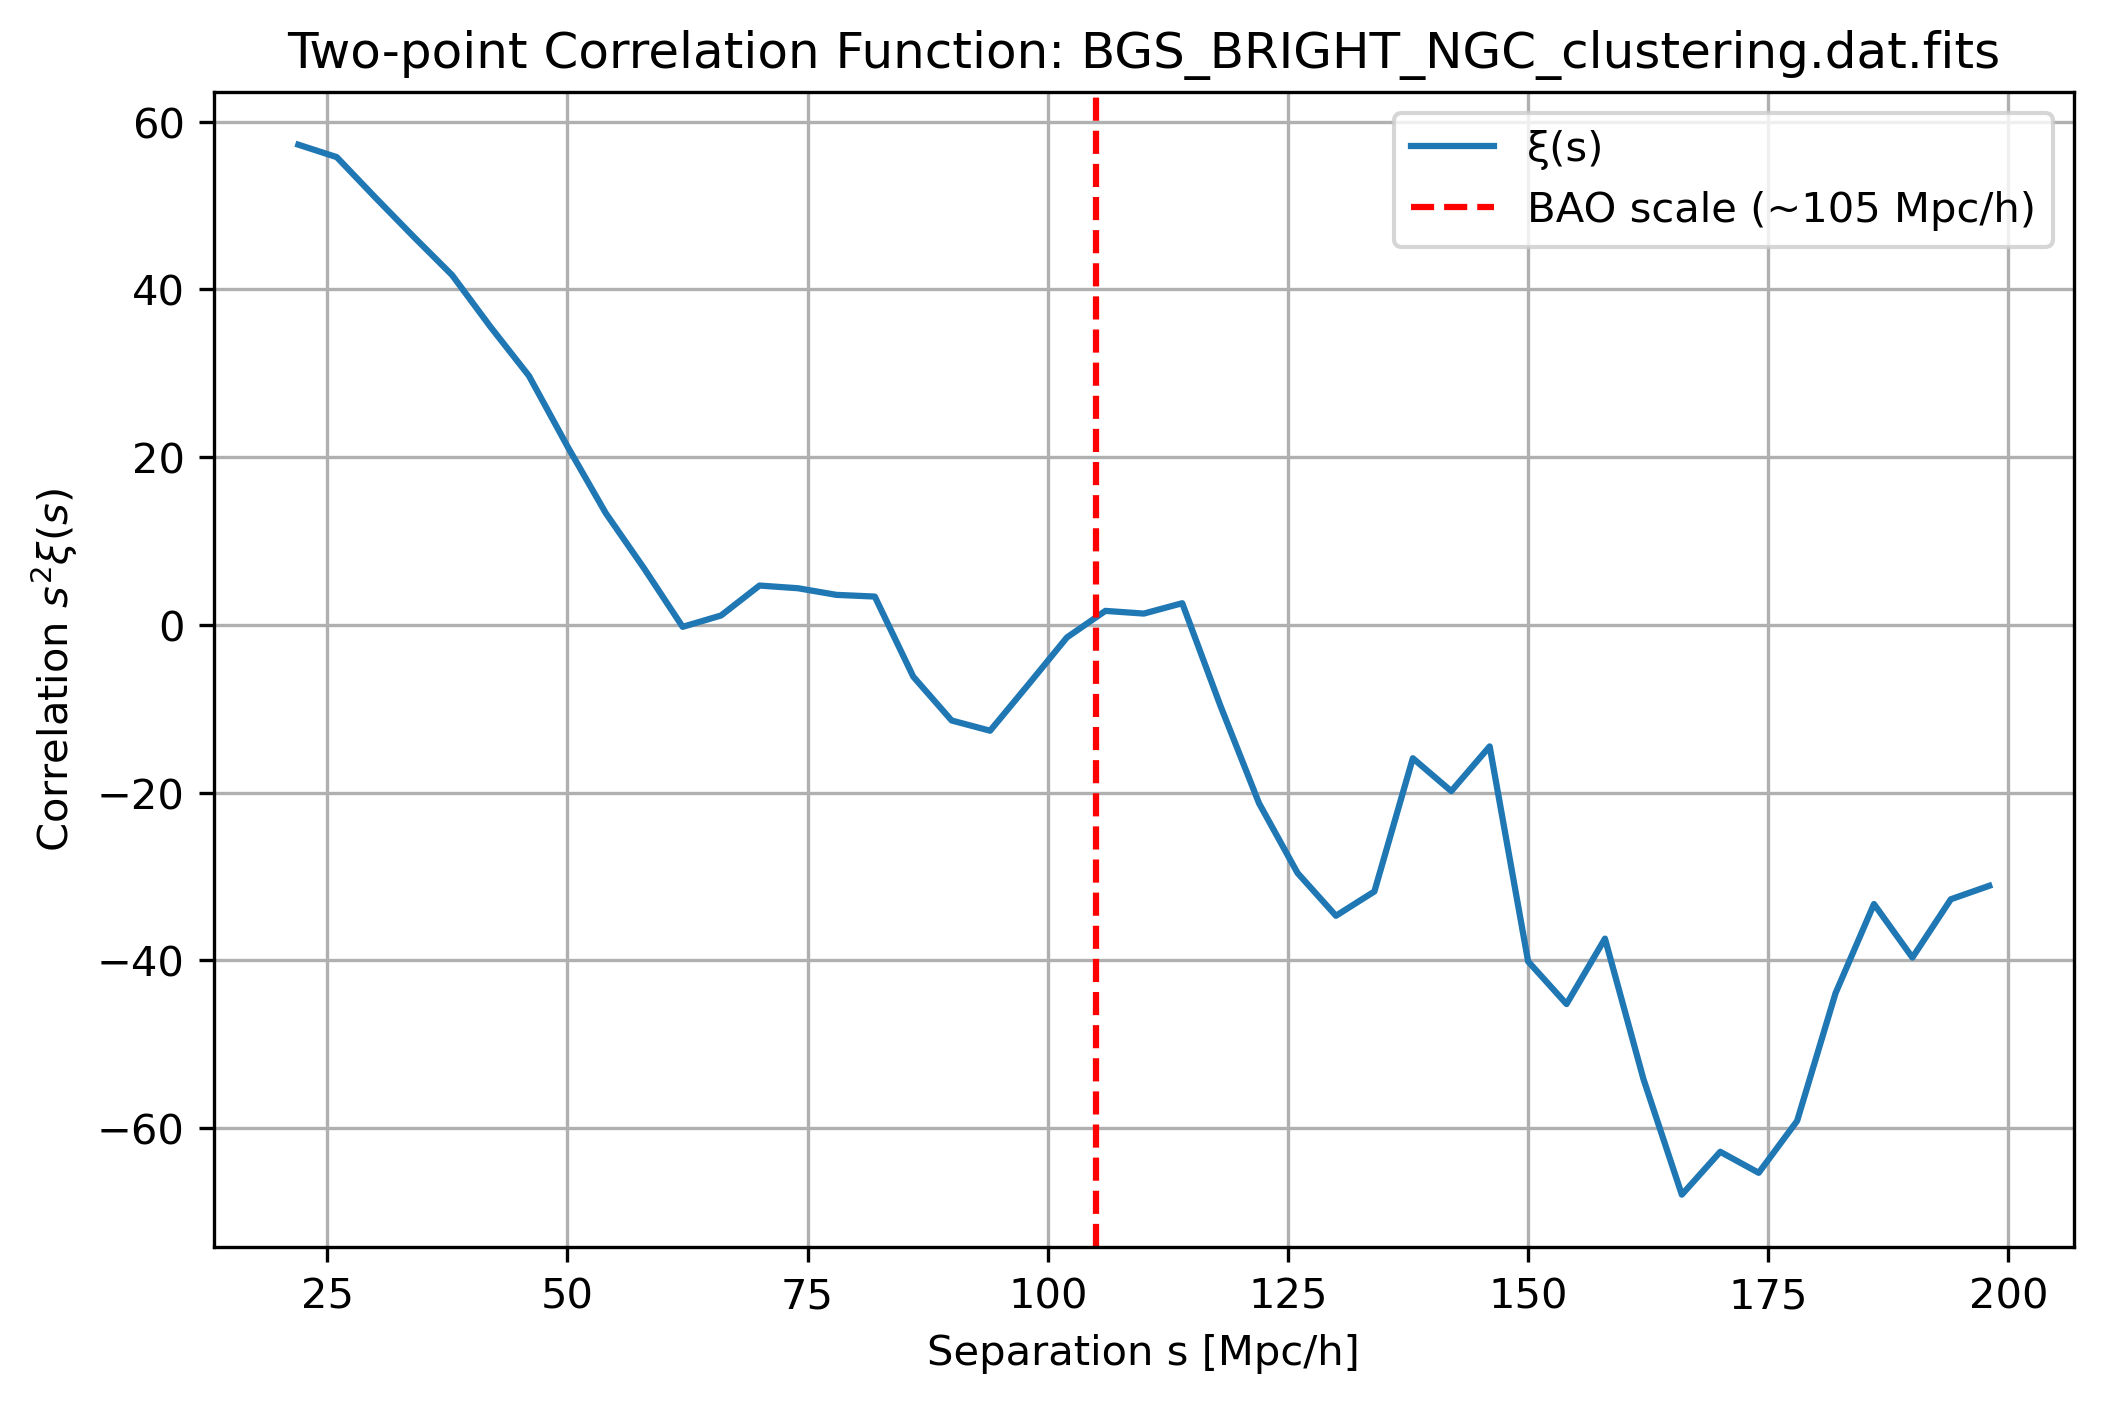 Two-point Correlation Function: BGS_BRIGHT_NGC_clustering.dat.fits
ξ(s)
BAO scale (~105 Mpc/h)
Correlation s²ξ(s)
60
40
20
0
−20
−40
−60
25 50 75 100 125 150 175 200
Separation s [Mpc/h]